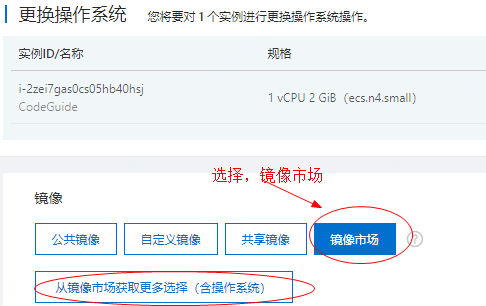 更换操作系统 您将要对 1 个实例进行更换操作系统操作。
实例ID/名称 规格
i-2zei7gas0cs05hb40hsj
CodeGuide
1 vCPU 2 GiB（ecs.n4.small）
选择，镜像市场
镜像
公共镜像 自定义镜像 共享镜像 镜像市场 ?
从镜像市场获取更多选择（含操作系统）